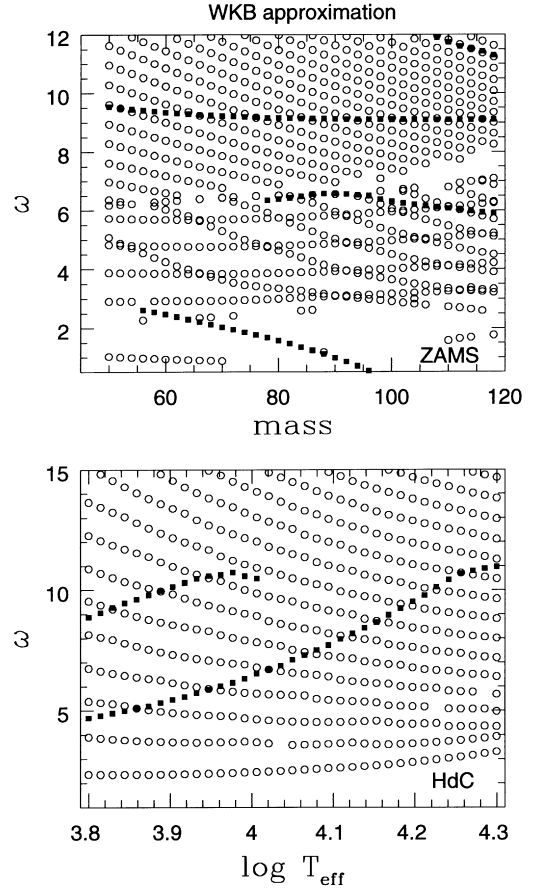 WKB approximation
12
10
8
6
4
2
ω
ZAMS
60 80 100 120
mass
15
10
5
ω
HdC
3.8 3.9 4 4.1 4.2 4.3
log T_eff